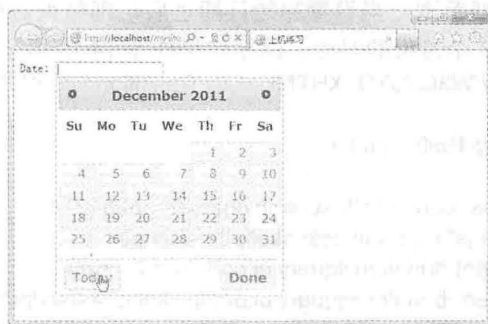 http://localhost/mysite
上机练习
Date:
December 2011
Su Mo Tu We Th Fr Sa
1 2 3
4 5 6 7 8 9 10
11 12 13 14 15 16 17
18 19 20 21 22 23 24
25 26 27 28 29 30 31
Today Done